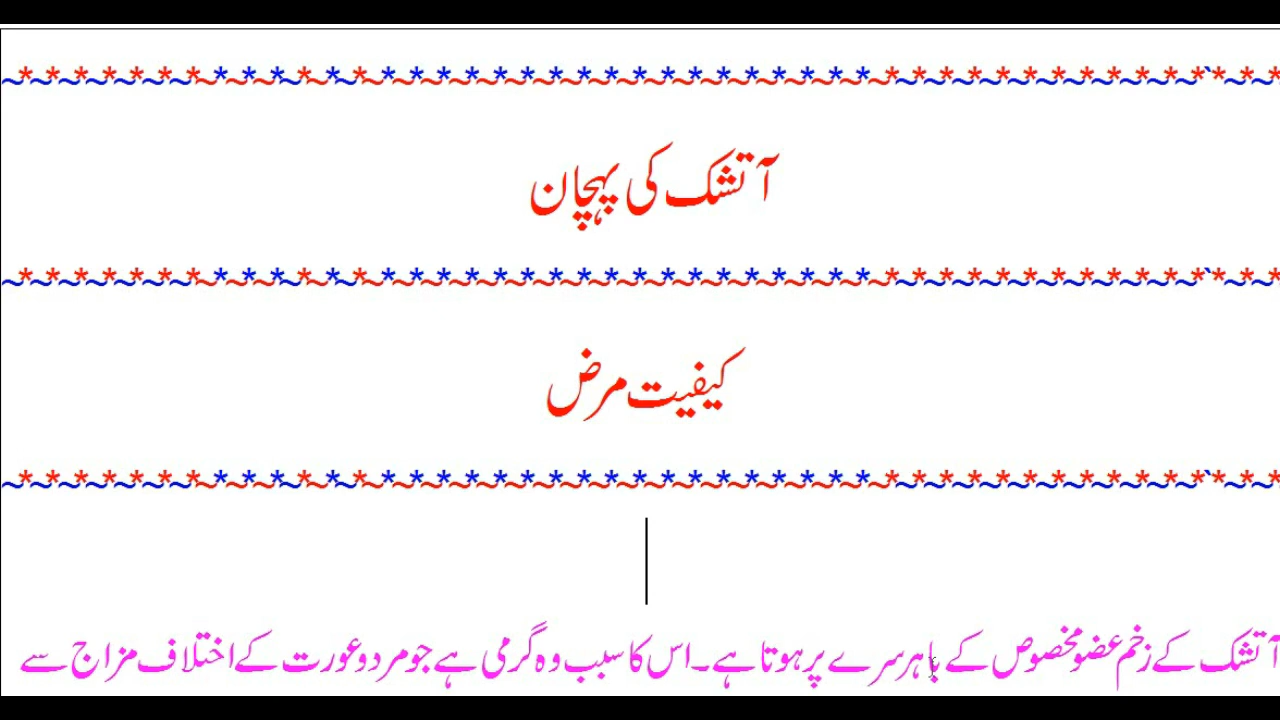 آتشک کی پہچان
کیفیت مرض
آتشک کے زخم عضو مخصوص کے باہر سرے پر ہوتا ہے۔ اس کا سبب وہ گرمی ہے جو مرد و عورت کے اختلاف مزاج سے